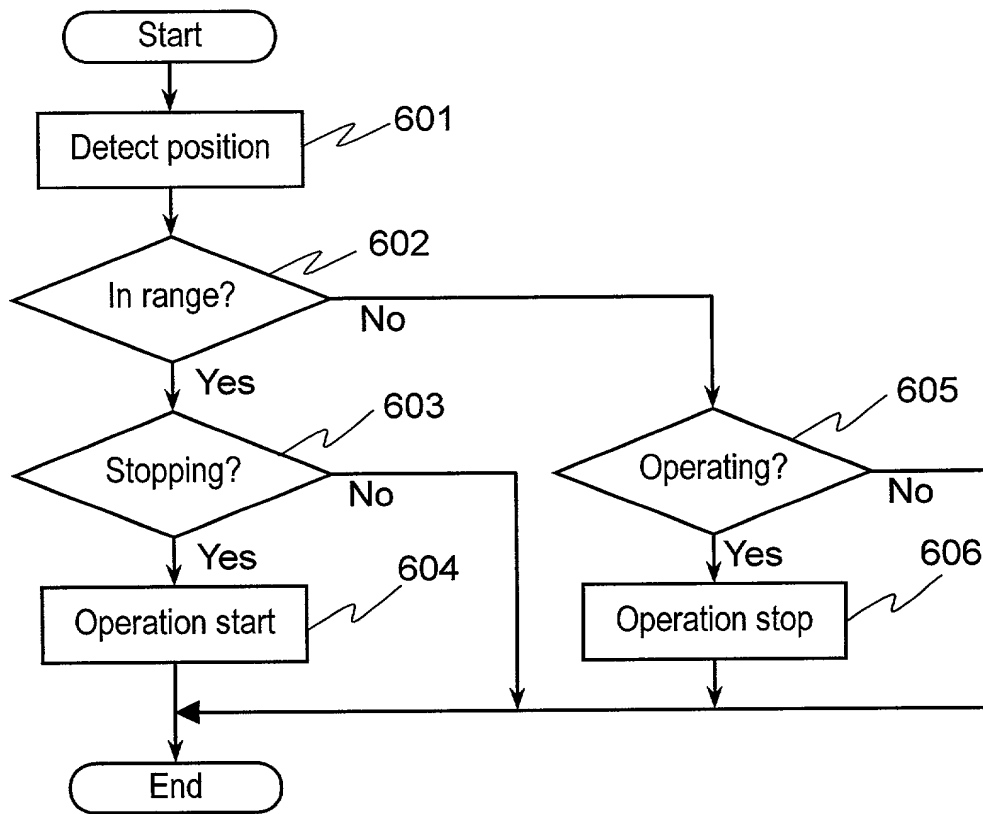 Start
Detect position
601
In range?
602
No
Yes
Stopping?
603
No
Yes
Operation start
604
Operating?
605
No
Yes
Operation stop
606
End